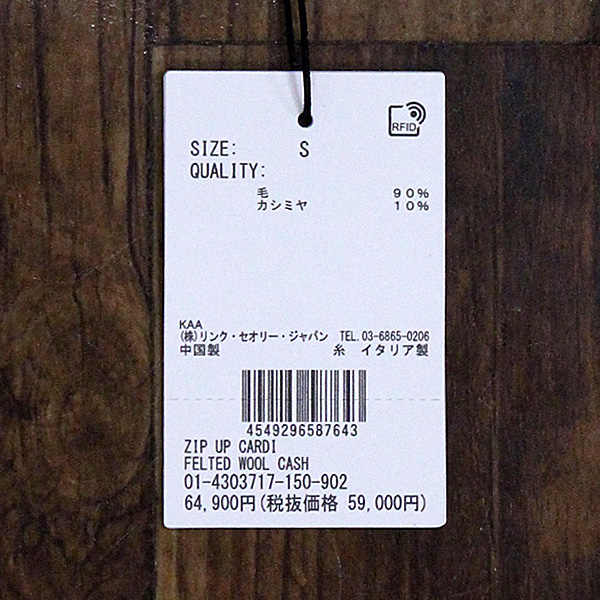 RFID
SIZE: S
QUALITY:
毛 90%
カシミヤ 10%
KAA
(株)リンク・セオリー・ジャパン TEL.03-6865-0206
中国製 糸 イタリア製
4549296587643
ZIP UP CARDI
FELTED WOOL CASH
01-4303717-150-902
64,900円(税抜価格 59,000円)